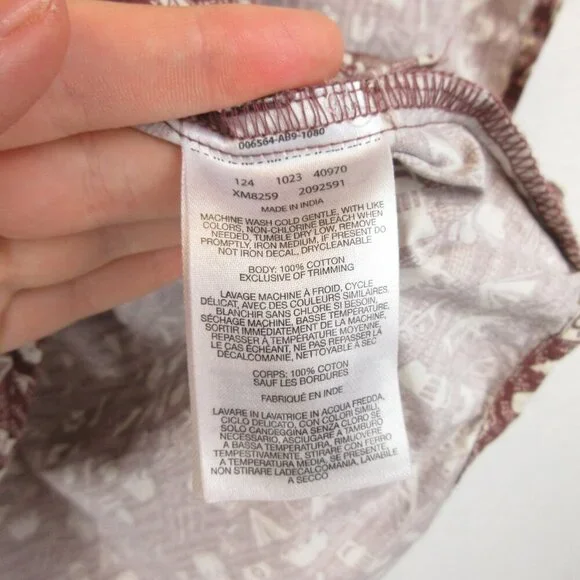 006564-AB9-1080
124 1023 40970
XM8259 2092591
MADE IN INDIA
MACHINE WASH COLD GENTLE, WITH LIKE
COLORS, NON-CHLORINE BLEACH WHEN
NEEDED, TUMBLE DRY LOW, REMOVE
PROMPTLY, IRON MEDIUM, IF PRESENT DO
NOT IRON DECAL, DRYCLEANABLE
BODY: 100% COTTON
EXCLUSIVE OF TRIMMING
LAVAGE MACHINE À FROID, CYCLE
DÉLICAT, AVEC DES COULEURS SIMILAIRES,
BLANCHIR SANS CHLORE SI BESOIN,
SÉCHAGE MACHINE, BASSE TEMPÉRATURE,
SORTIR IMMÉDIATEMENT DE LA MACHINE,
REPASSER À TEMPÉRATURE MOYENNE
LE CAS ÉCHÉANT, NE PAS REPASSER LA
DÉCALCOMANIE, NETTOYABLE À SEC
CORPS: 100% COTON
SAUF LES BORDURES
FABRIQUÉ EN INDE
LAVARE IN LAVATRICE IN ACQUA FREDDA,
CICLO DELICATO, CON COLORI SIMILI,
SOLO CANDEGGINA SENZA CLORO SE
NECESSARIO, ASCIUGARE A TAMBURO
A BASSA TEMPERATURA, RIMUOVERE
TEMPESTIVAMENTE, STIRARE CON FERRO
A TEMPERATURA MEDIA, SE PRESENTE,
NON STIRARE LADECALCOMANIA, LAVABILE
A SECCO